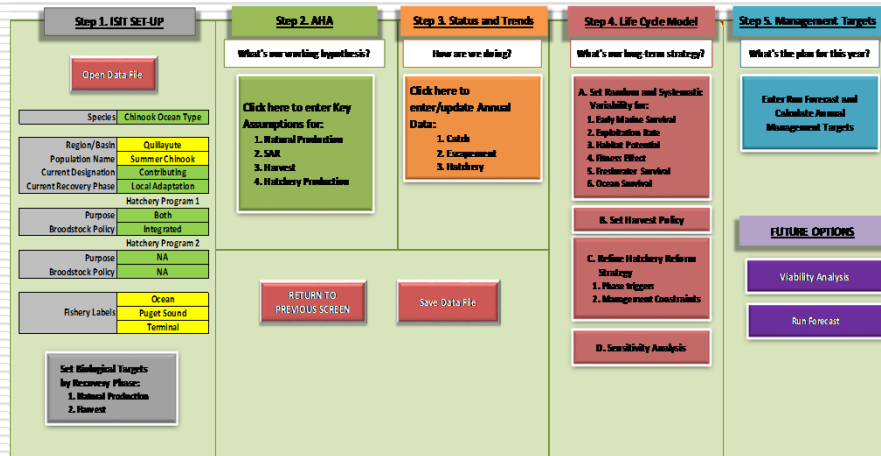 Step 1. ISIT SET-UP
Open Data File
Species Chinook Ocean Type
Region/Basin Quillayute
Population Name Summer Chinook
Current Designation Contributing
Current Recovery Phase Local Adaptation
Hatchery Program 1
Purpose Both
Broodstock Policy Integrated
Hatchery Program 2
Purpose NA
Broodstock Policy NA
Fishery Labels Ocean
Puget Sound
Terminal
Set Biological Targets
by Recovery Phase:
1. Natural Production
2. Harvest
Step 2. AHA
What's our working hypothesis?
Click here to enter Key
Assumptions for:
1. Natural Production
2. SAR
3. Harvest
4. Hatchery Production
Step 3. Status and Trends
How are we doing?
Click here to
enter/update Annual
Data:
1. Catch
2. Escapement
3. Hatchery
RETURN TO
PREVIOUS SCREEN
Save Data File
Step 4. Life Cycle Model
What's our long-term strategy?
A. Set Random and Systematic
Variability for:
1. Early Marine Survival
2. Exploitation Rate
3. Habitat Potential
4. Fitness Effect
5. Freshwater Survival
6. Ocean Survival
B. Set Harvest Policy
C. Refine Hatchery Reform
Strategy
1. Phase triggers
2. Management Constraints
D. Sensitivity Analysis
Step 5. Management Targets
What's the plan for this year?
Enter Run Forecast and
Calculate Annual
Management Targets
FUTURE OPTIONS
Viability Analysis
Run Forecast